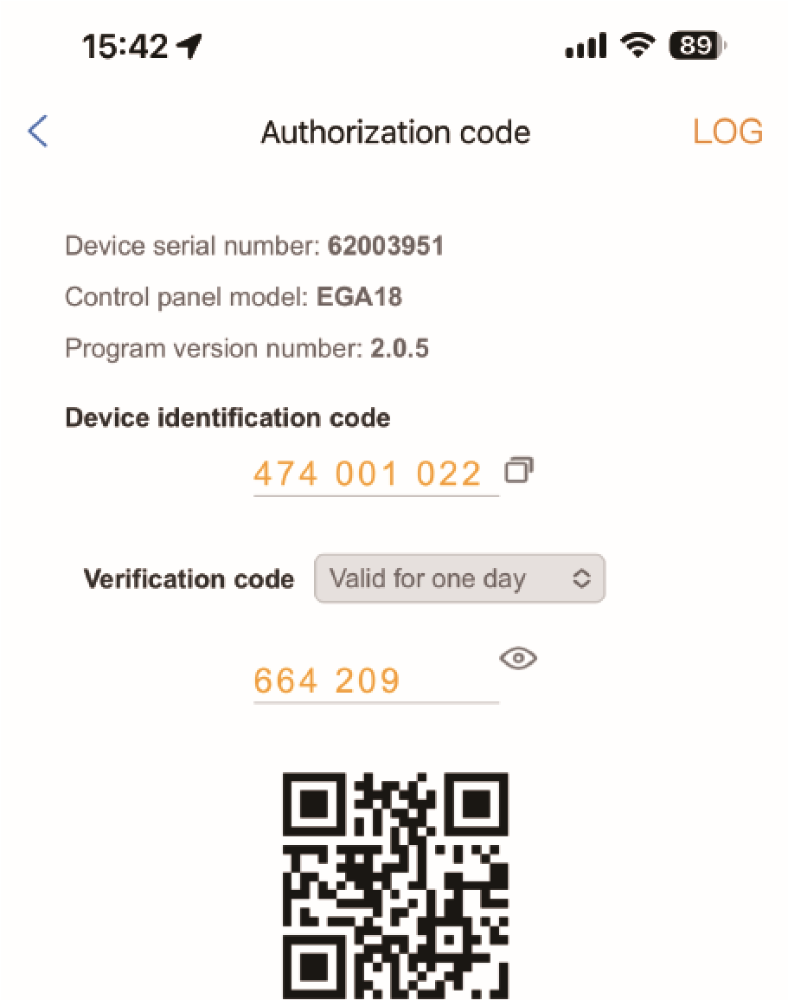 15:42
89
Authorization code
LOG
Device serial number: 62003951
Control panel model: EGA18
Program version number: 2.0.5
Device identification code
474 001 022
Verification code
Valid for one day
664 209